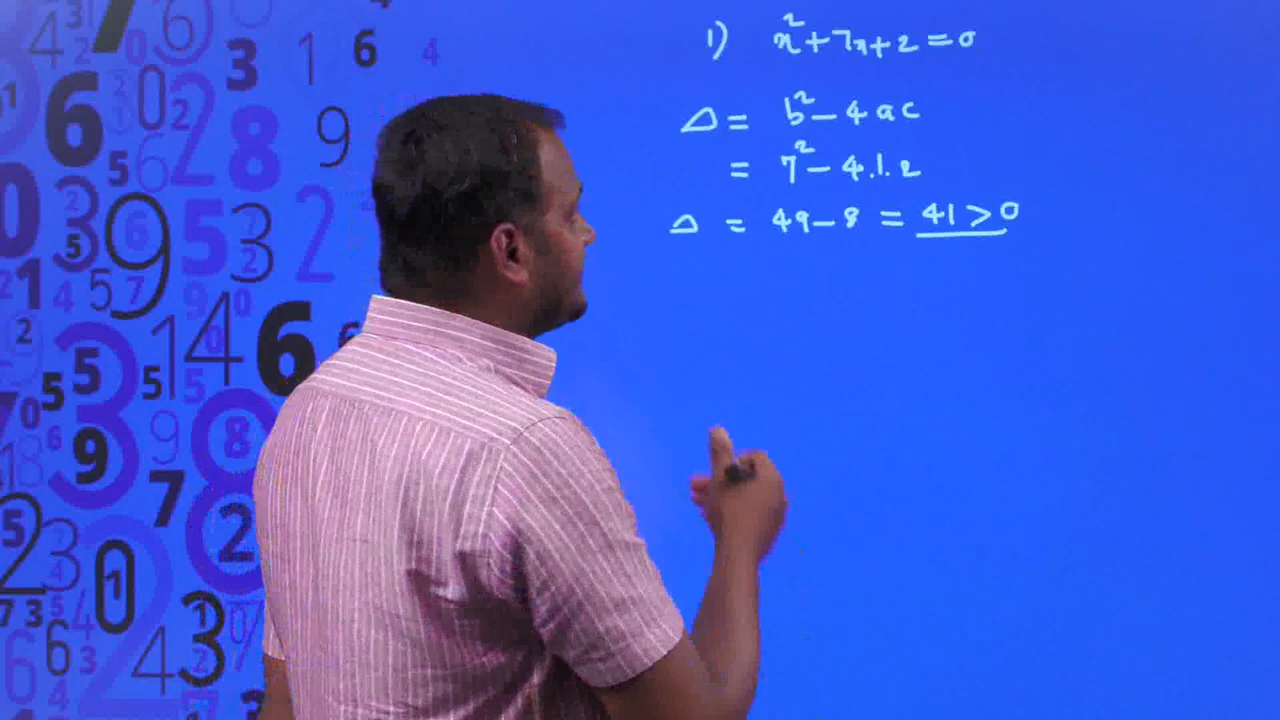 1) x²+7x+2=0
Δ = b²-4ac
= 7²-4.1.2
Δ = 49-8 = 41>0